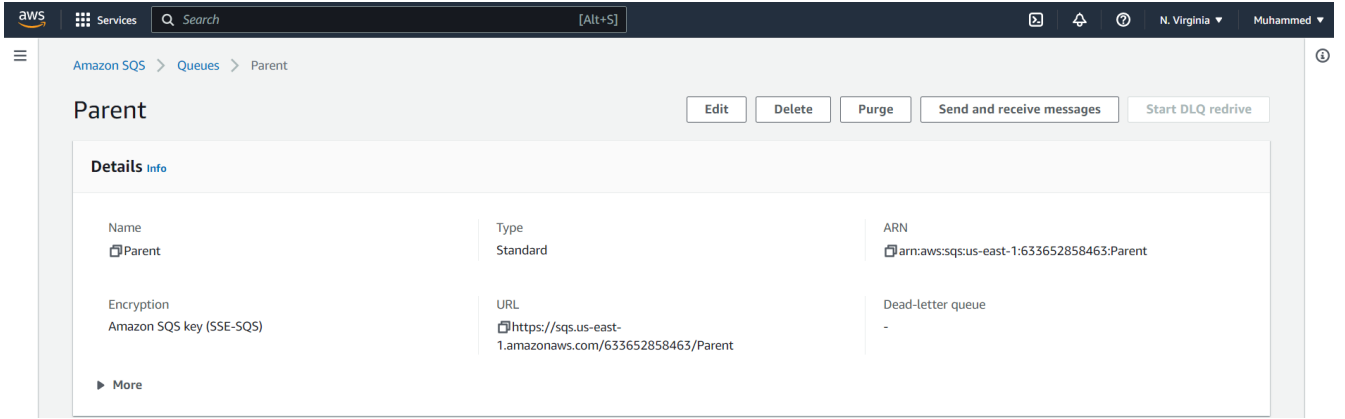 aws Services Search [Alt+S] N. Virginia ▼ Muhammed ▼
Amazon SQS > Queues > Parent
Parent Edit Delete Purge Send and receive messages Start DLQ redrive
Details Info
Name Type ARN
Parent Standard arn:aws:sqs:us-east-1:633652858463:Parent
Encryption URL Dead-letter queue
Amazon SQS key (SSE-SQS) https://sqs.us-east- -
1.amazonaws.com/633652858463/Parent
▶ More